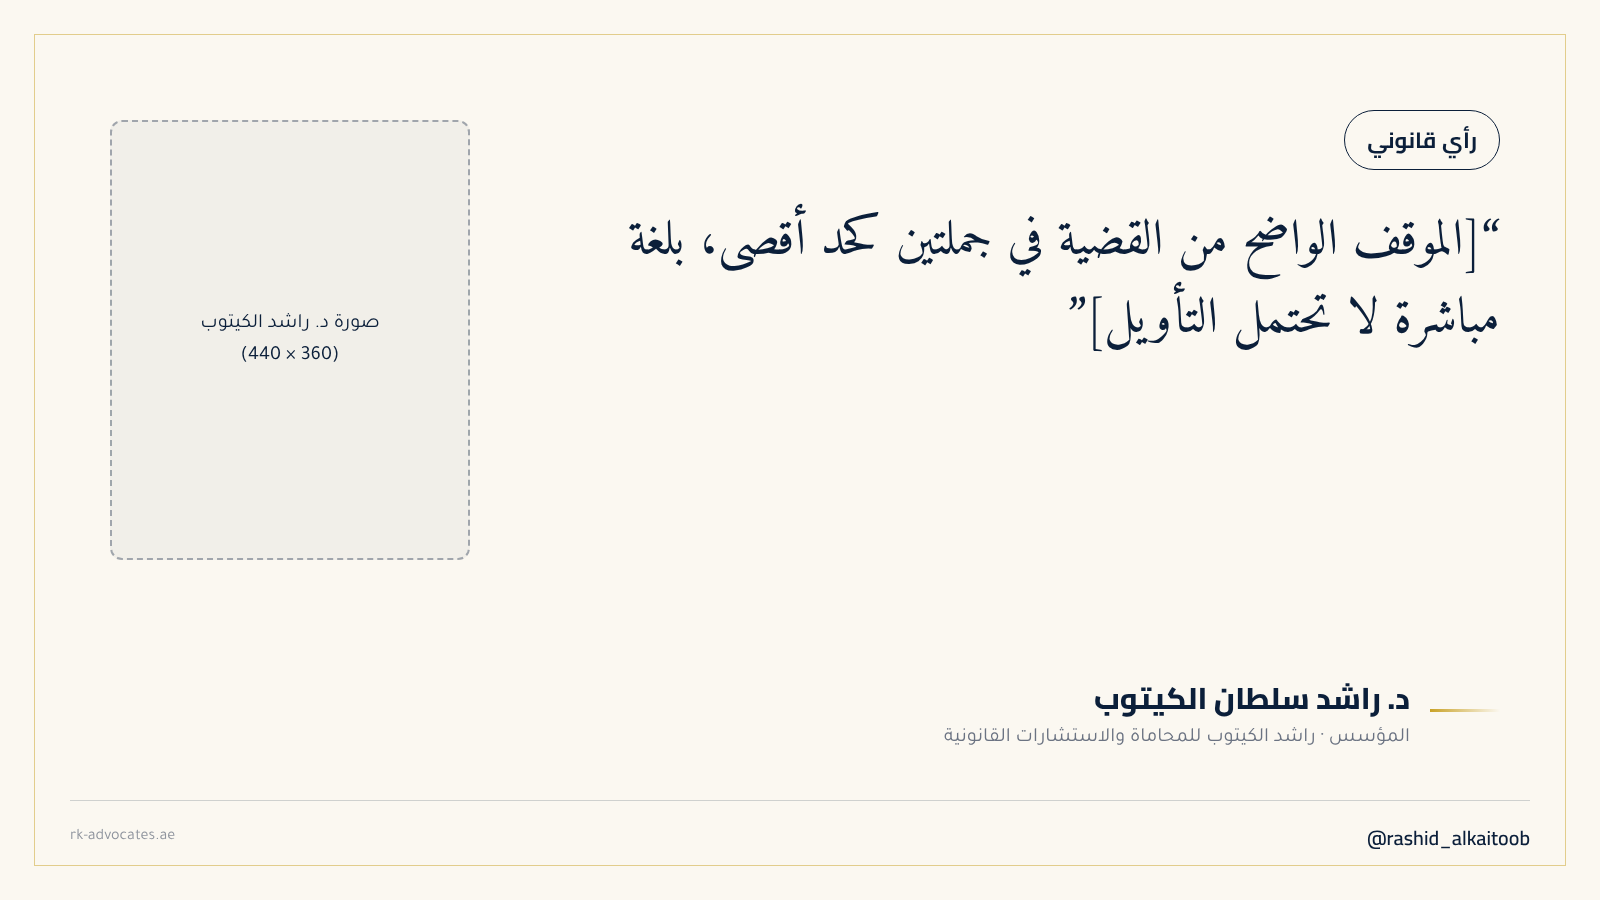 رأي قانوني
“[الموقف الواضح من القضية في جملتين كحد أقصى، بلغة
مباشرة لا تحتمل التأويل]”
صورة د. راشد الكيتوب
(440 × 360)
د. راشد سلطان الكيتوب
المؤسس · راشد الكيتوب للمحاماة والاستشارات القانونية
@rashid_alkaitoob
rk-advocates.ae